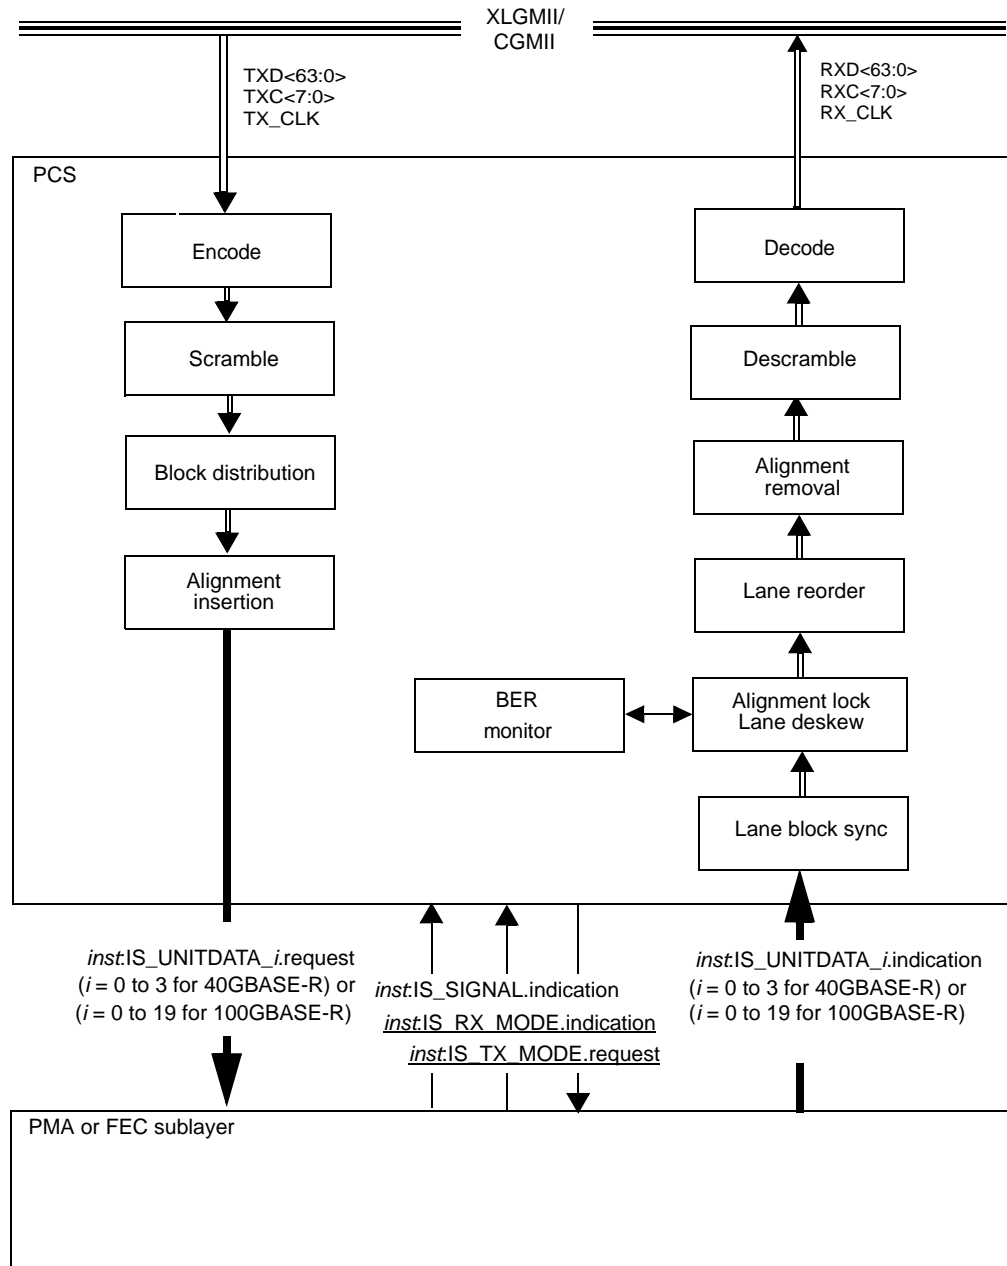 XLGMII/
CGMII
TXD<63:0>
TXC<7:0>
TX_CLK
RXD<63:0>
RXC<7:0>
RX_CLK
PCS
Encode
Scramble
Block distribution
Alignment
insertion
Decode
Descramble
Alignment
removal
Lane reorder
Alignment lock
Lane deskew
BER
monitor
Lane block sync
inst:IS_UNITDATA_i.request
(i = 0 to 3 for 40GBASE-R) or
(i = 0 to 19 for 100GBASE-R)
inst:IS_SIGNAL.indication
inst:IS_RX_MODE.indication
inst:IS_TX_MODE.request
inst:IS_UNITDATA_i.indication
(i = 0 to 3 for 40GBASE-R) or
(i = 0 to 19 for 100GBASE-R)
PMA or FEC sublayer